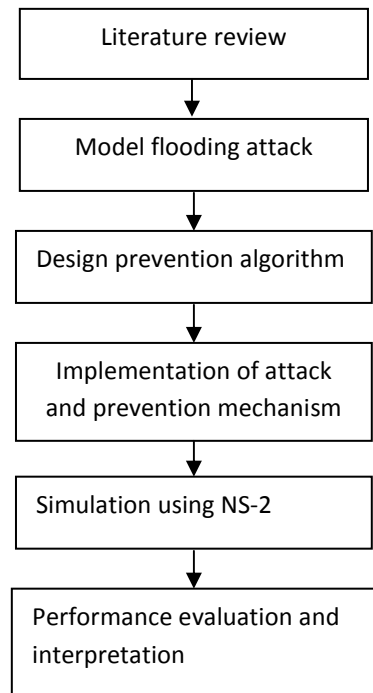 Literature review
Model flooding attack
Design prevention algorithm
Implementation of attack
and prevention mechanism
Simulation using NS-2
Performance evaluation and
interpretation